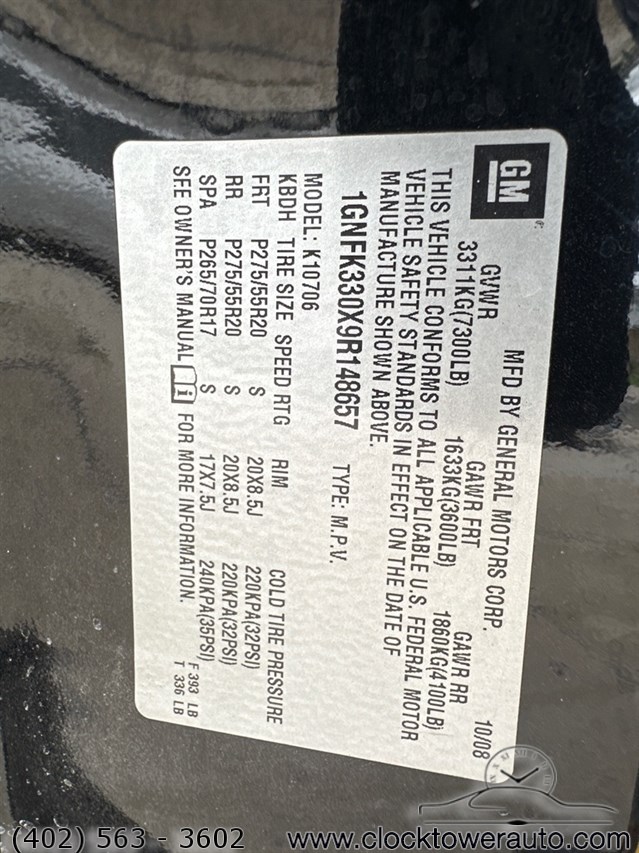 GM
MFD BY GENERAL MOTORS CORP. 10/08
GVWR GAWR FRT GAWR RR
3311KG(7300LB) 1633KG(3600LB) 1860KG(4100LB)
THIS VEHICLE CONFORMS TO ALL APPLICABLE U.S. FEDERAL MOTOR
VEHICLE SAFETY STANDARDS IN EFFECT ON THE DATE OF
MANUFACTURE SHOWN ABOVE.
1GNFK330X9R148657 TYPE: M.P.V.
MODEL: K10706
KBDH TIRE SIZE SPEED RTG RIM COLD TIRE PRESSURE
FRT P275/55R20 S 20X8.5J 220KPA(32PSI)
RR P275/55R20 S 20X8.5J 220KPA(32PSI)
SPA P265/70R17 S 17X7.5J 240KPA(35PSI)
SEE OWNER'S MANUAL FOR MORE INFORMATION.
F 393 LB
T 336 LB
(402) 563 - 3602 www.clocktowerauto.com